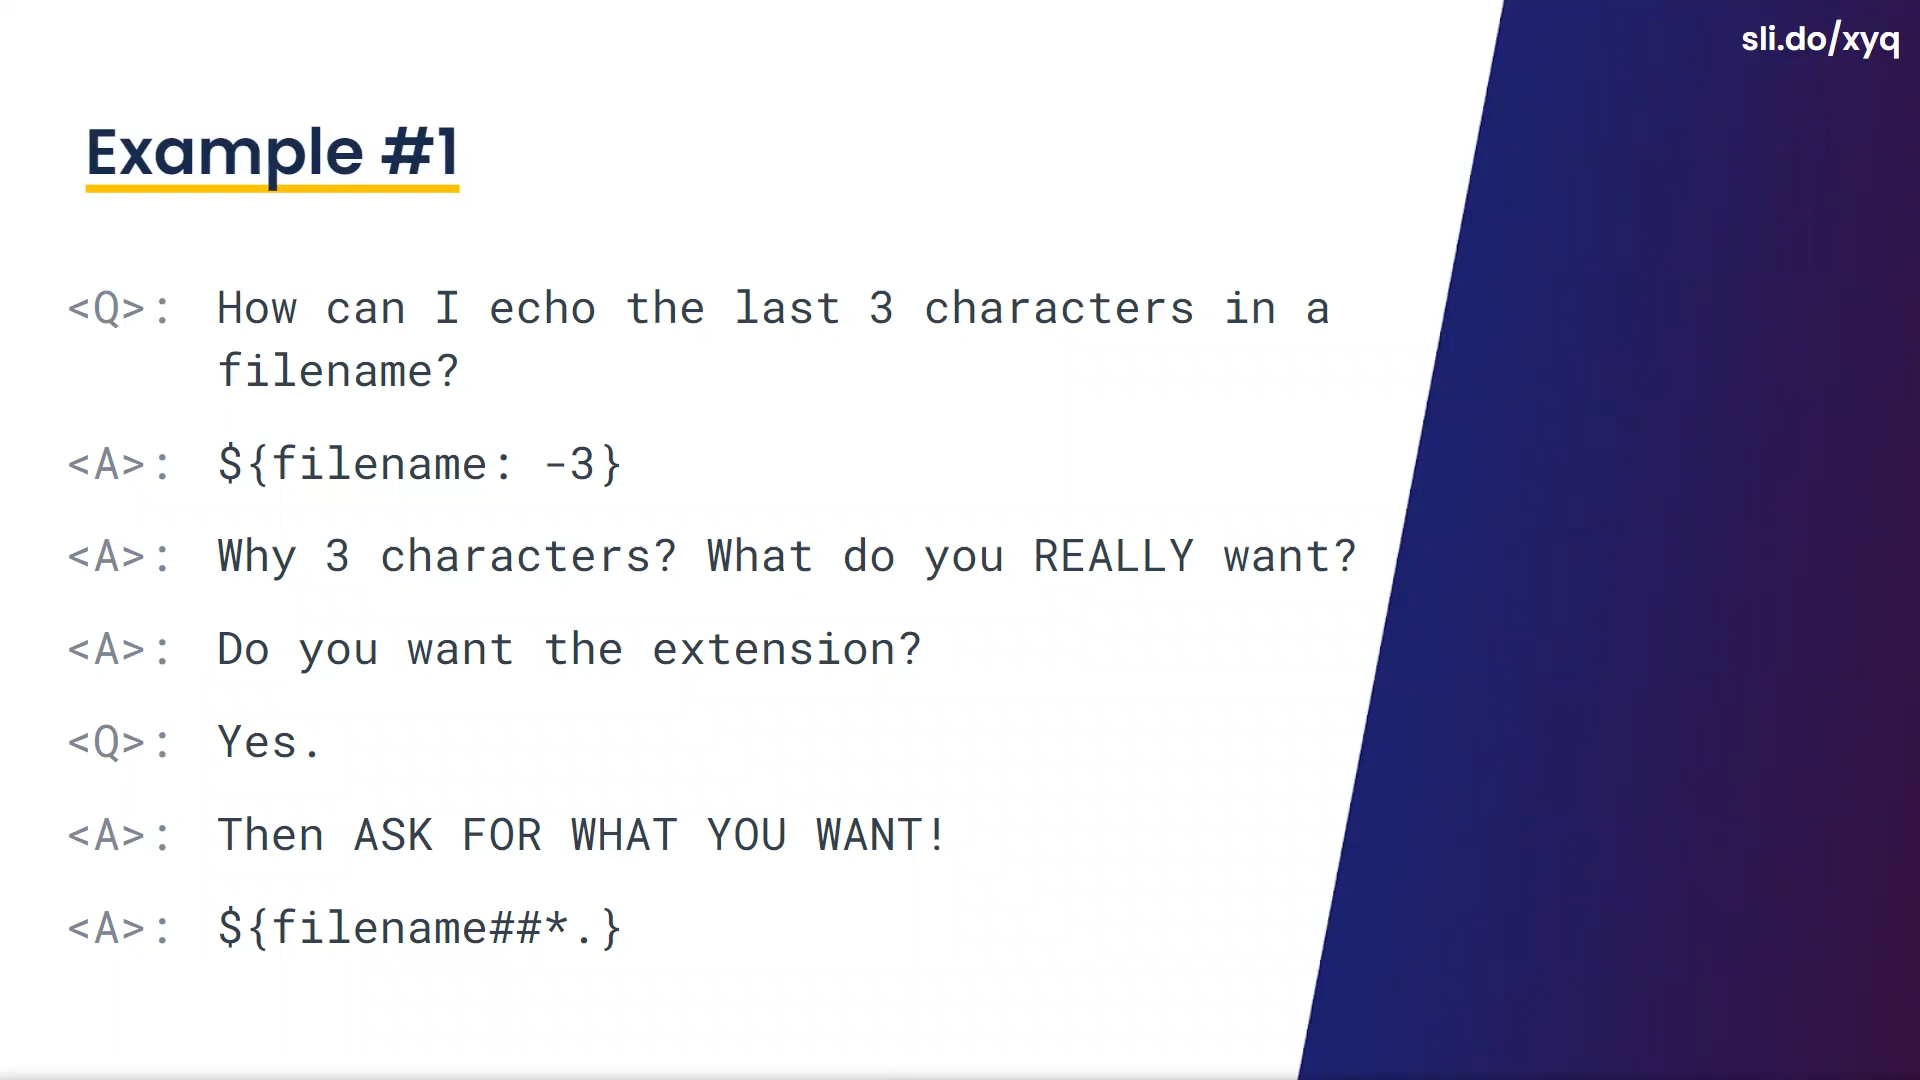 sli.do/xyq
Example #1
<Q>: How can I echo the last 3 characters in a
filename?
<A>: ${filename: -3}
<A>: Why 3 characters? What do you REALLY want?
<A>: Do you want the extension?
<Q>: Yes.
<A>: Then ASK FOR WHAT YOU WANT!
<A>: ${filename##*.}